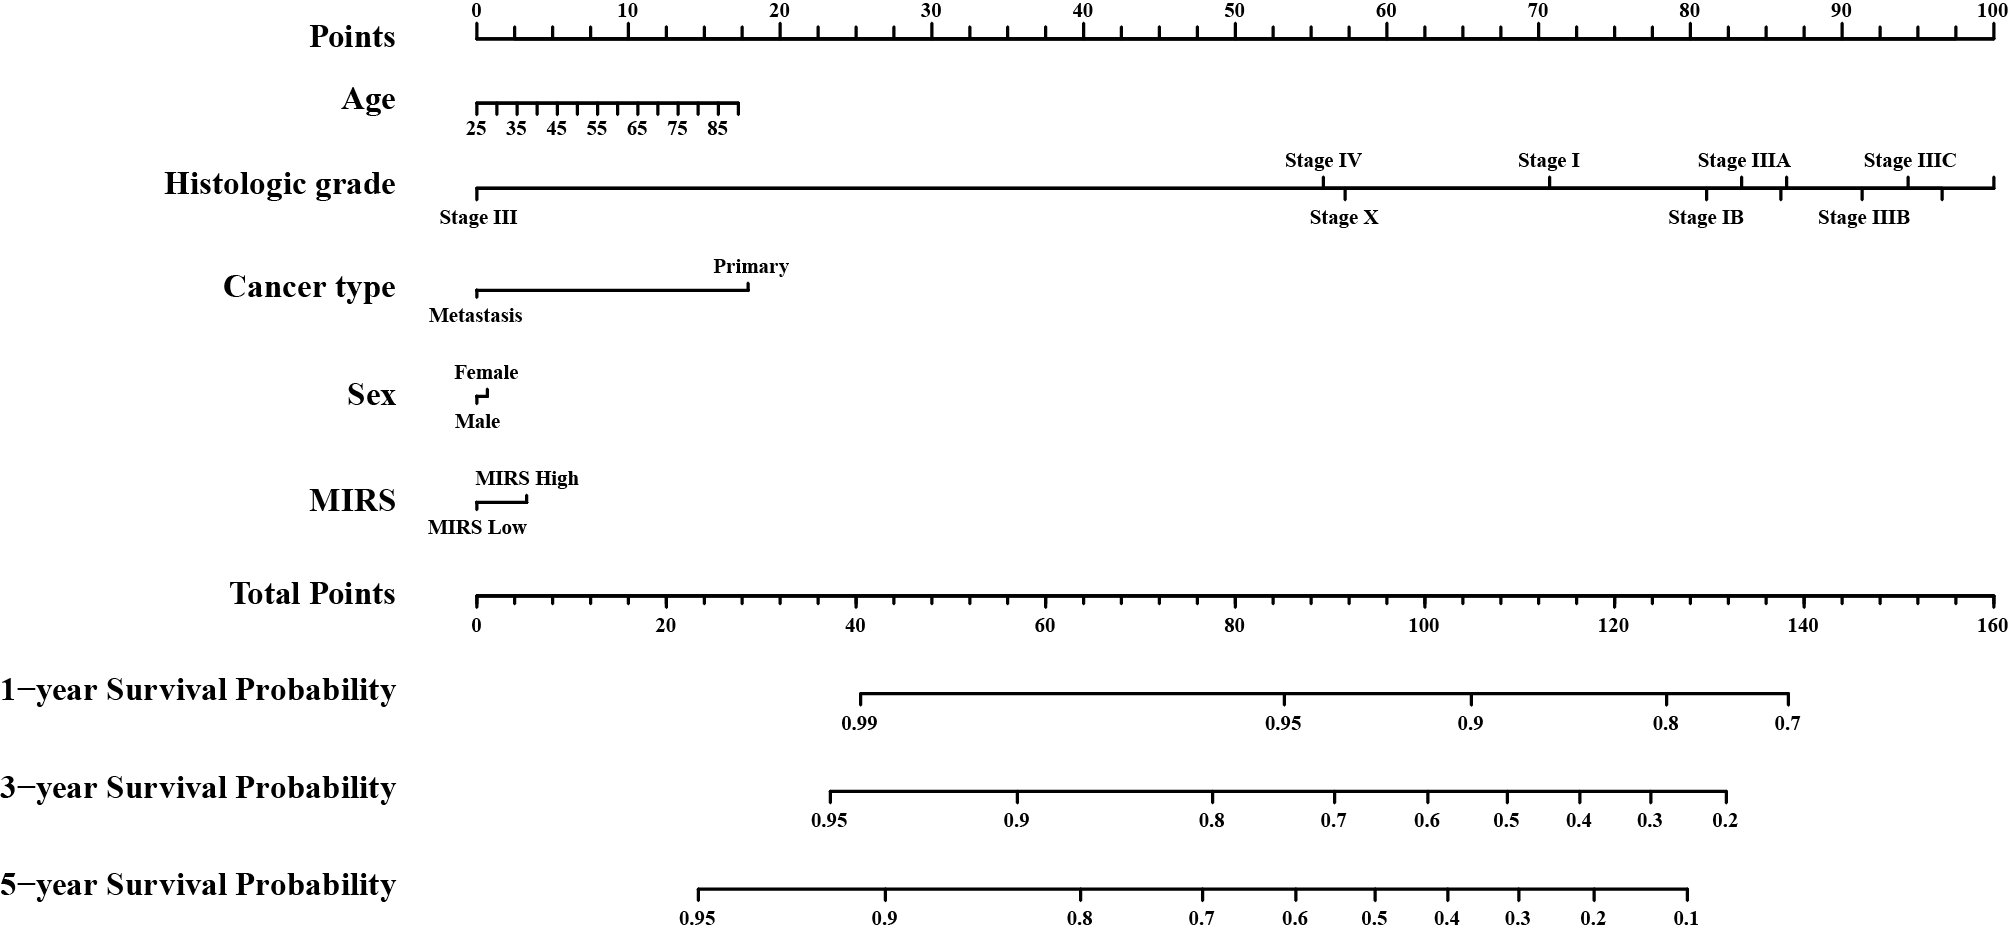 0 10 20 30 40 50 60 70 80 90 100
Points
Age
25 35 45 55 65 75 85
Stage IV Stage I Stage IIIA Stage IIIC
Histologic grade
Stage III Stage X Stage IB Stage IIIB
Primary
Cancer type
Metastasis
Female
Sex
Male
MIRS High
MIRS
MIRS Low
Total Points
0 20 40 60 80 100 120 140 160
1−year Survival Probability
0.99 0.95 0.9 0.8 0.7
3−year Survival Probability
0.95 0.9 0.8 0.7 0.6 0.5 0.4 0.3 0.2
5−year Survival Probability
0.95 0.9 0.8 0.7 0.6 0.5 0.4 0.3 0.2 0.1